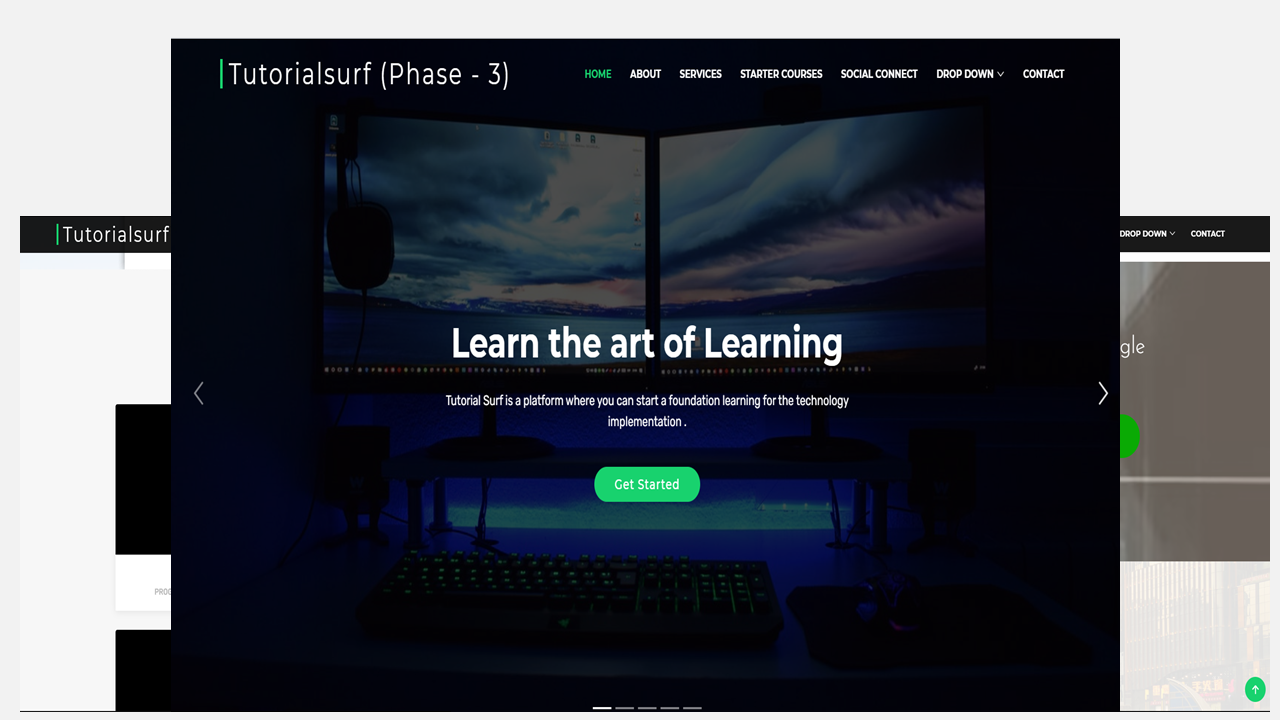 Tutorialsurf (Phase - 3)
HOME ABOUT SERVICES STARTER COURSES SOCIAL CONNECT DROP DOWN CONTACT
Tutorialsurf
DROP DOWN CONTACT
Learn the art of Learning
gle
Tutorial Surf is a platform where you can start a foundation learning for the technology
implementation .
Get Started
PROG